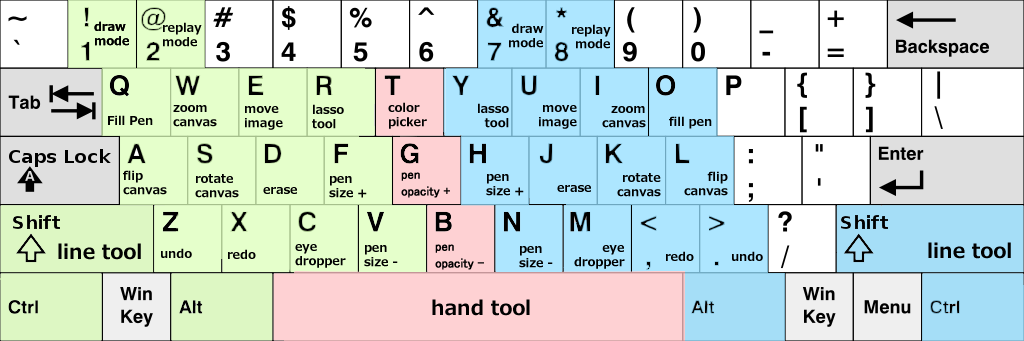 ~ ! draw mode @ replay mode # $ % ^ & draw mode * replay mode ( ) _ +
` 1 2 3 4 5 6 7 8 9 0 - = Backspace
Tab Q W E R T Y U I O P { } |
Fill Pen zoom canvas move image lasso tool color picker lasso tool move image zoom canvas fill pen [ ] \
Caps Lock A S D F G H J K L : " Enter
A flip canvas rotate canvas erase pen size + pen opacity + pen size + erase rotate canvas flip canvas ; '
Shift Z X C V B N M < > ? Shift
line tool undo redo eye dropper pen size - pen opacity - pen size - eye dropper , redo . undo / line tool
Ctrl Win Key Alt hand tool Alt Win Key Menu Ctrl